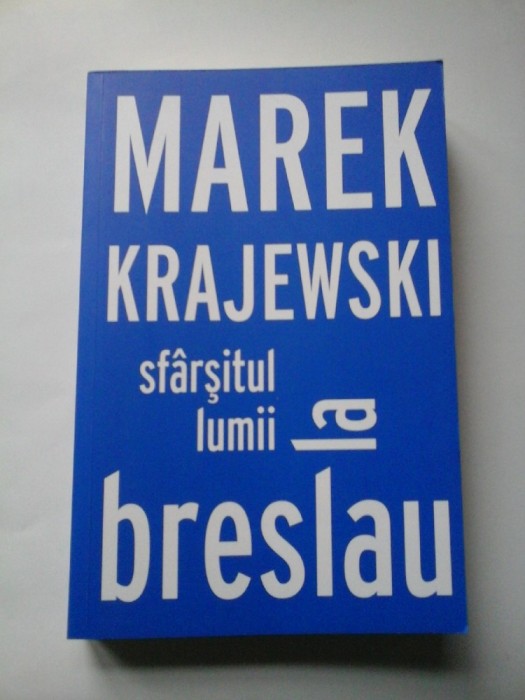 MAREK
KRAJEWSKI
sfârşitul
lumii
la
breslau